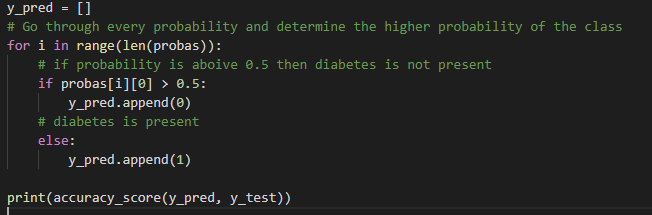 y_pred = []
# Go through every probability and determine the higher probability of the class
for i in range(len(probas)):
    # if probability is aboive 0.5 then diabetes is not present
    if probas[i][0] > 0.5:
        y_pred.append(0)
    # diabetes is present
    else:
        y_pred.append(1)
print(accuracy_score(y_pred, y_test))